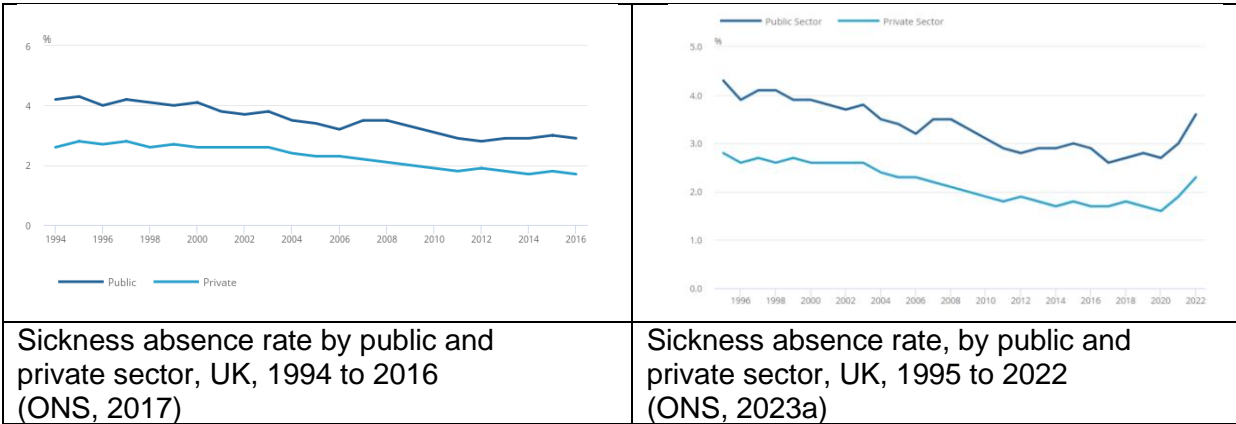 %
6
4
2
0
1994 1996 1998 2000 2002 2004 2006 2008 2010 2012 2014 2016
Public Private
Public Sector Private Sector
%
5.0
4.0
3.0
2.0
1.0
0.0
1996 1998 2000 2002 2004 2006 2008 2010 2012 2014 2016 2018 2020 2022
Sickness absence rate by public and
private sector, UK, 1994 to 2016
(ONS, 2017)
Sickness absence rate, by public and
private sector, UK, 1995 to 2022
(ONS, 2023a)